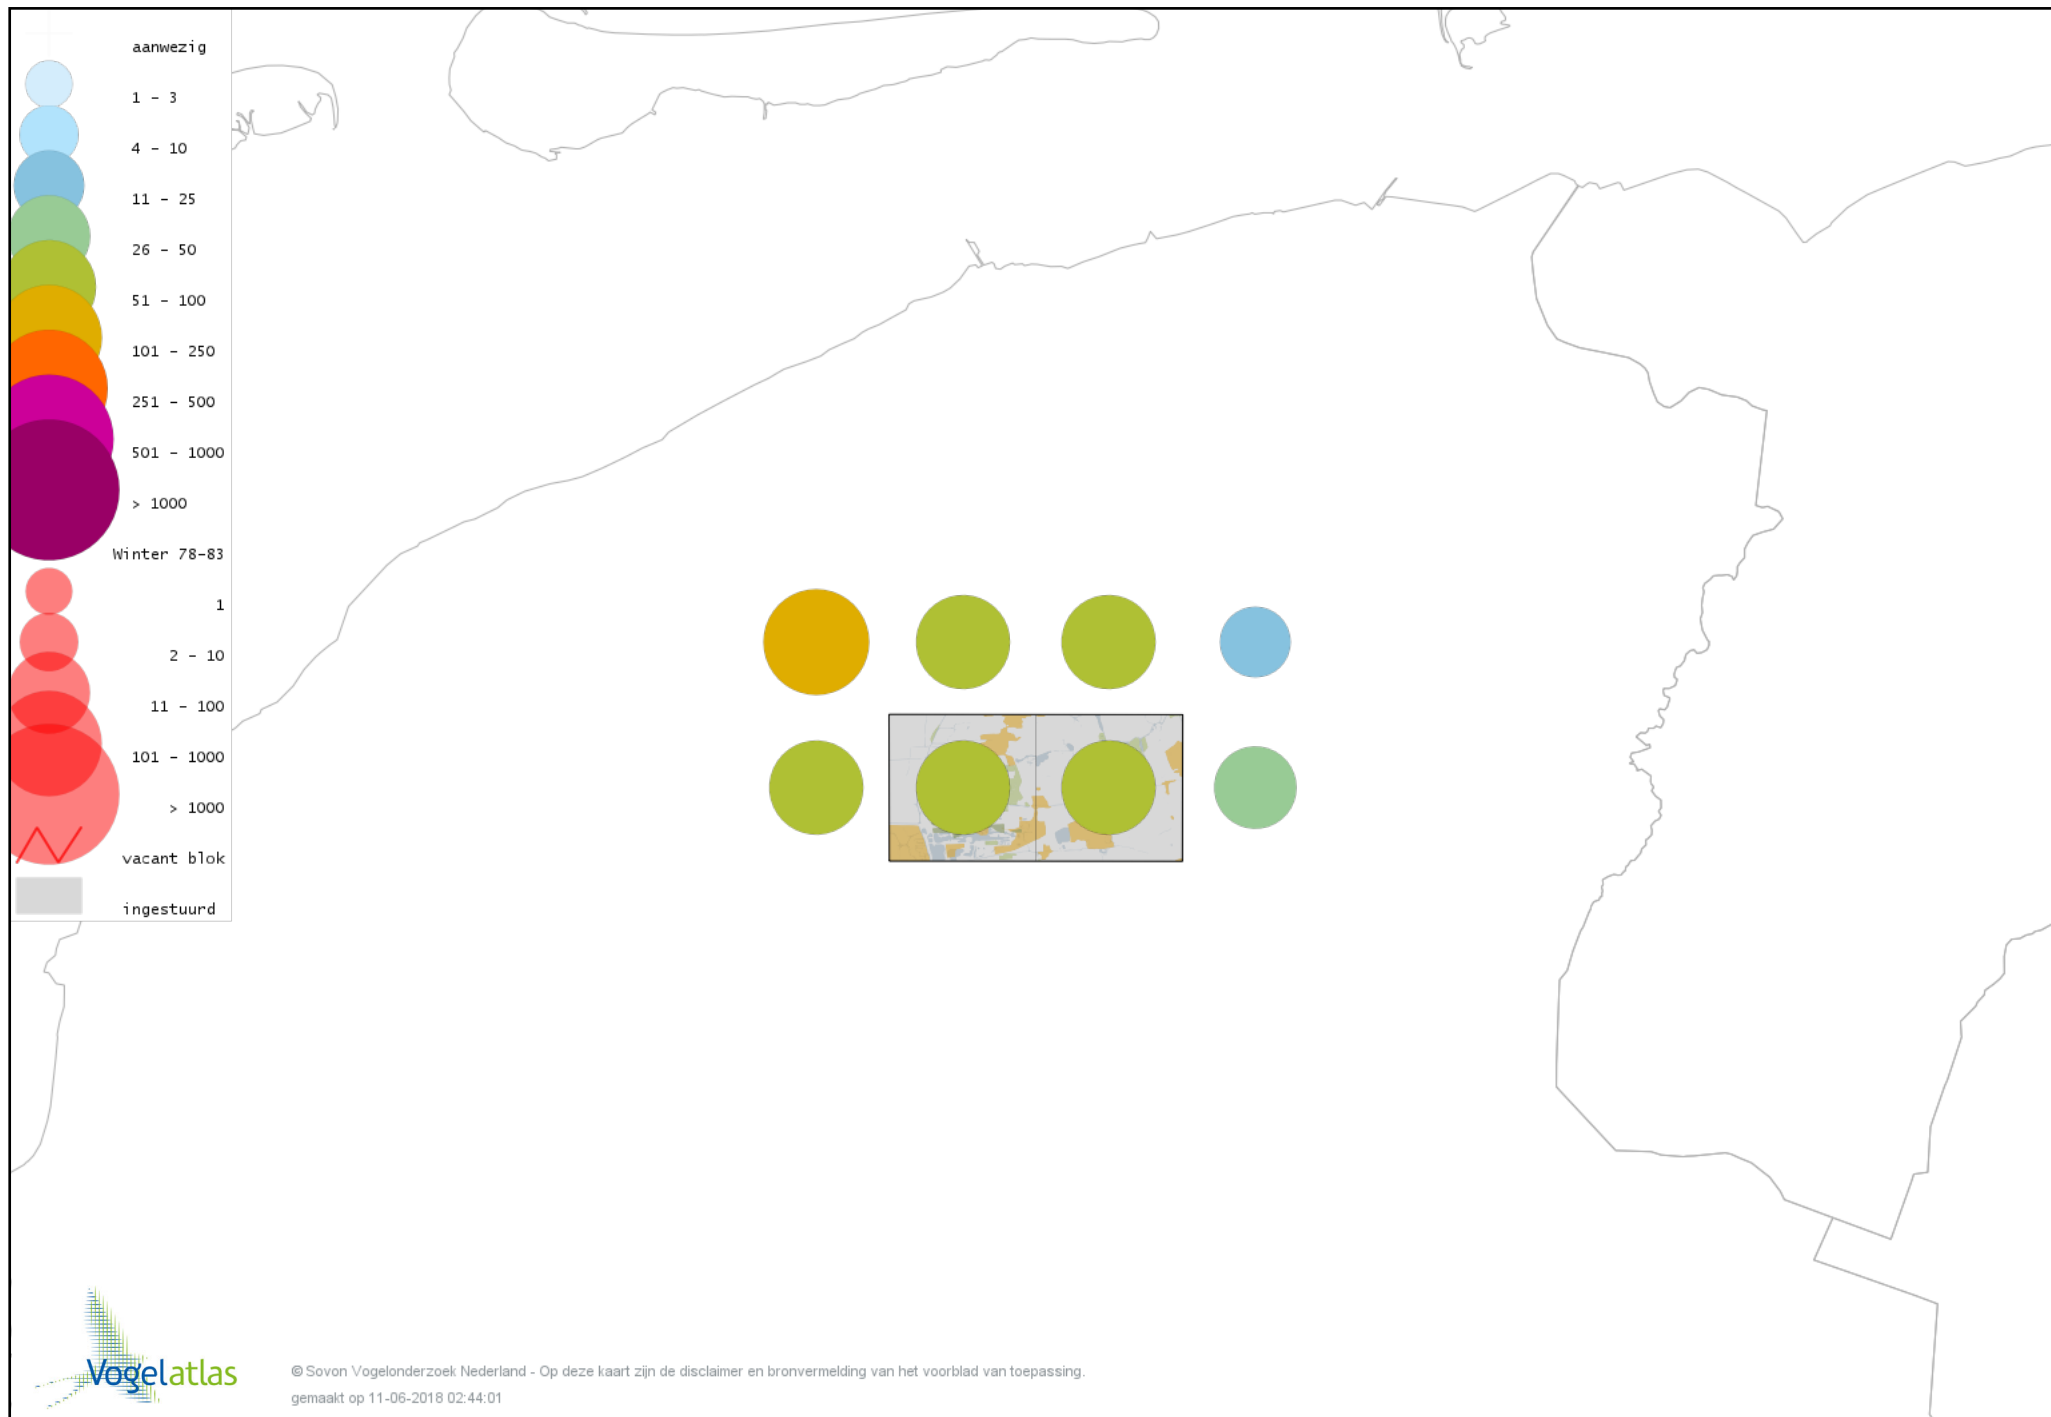 aanwezig
1 - 3
4 - 10
11 - 25
26 - 50
51 - 100
101 - 250
251 - 500
501 - 1000
> 1000
Winter 78-83
1
2 - 10
11 - 100
101 - 1000
> 1000
vacant blok
ingestuurd
Vogelatlas
© Sovon Vogelonderzoek Nederland - Op deze kaart zijn de disclaimer en bronvermelding van het voorblad van toepassing.
gemaakt op 11-06-2018 02:44:01